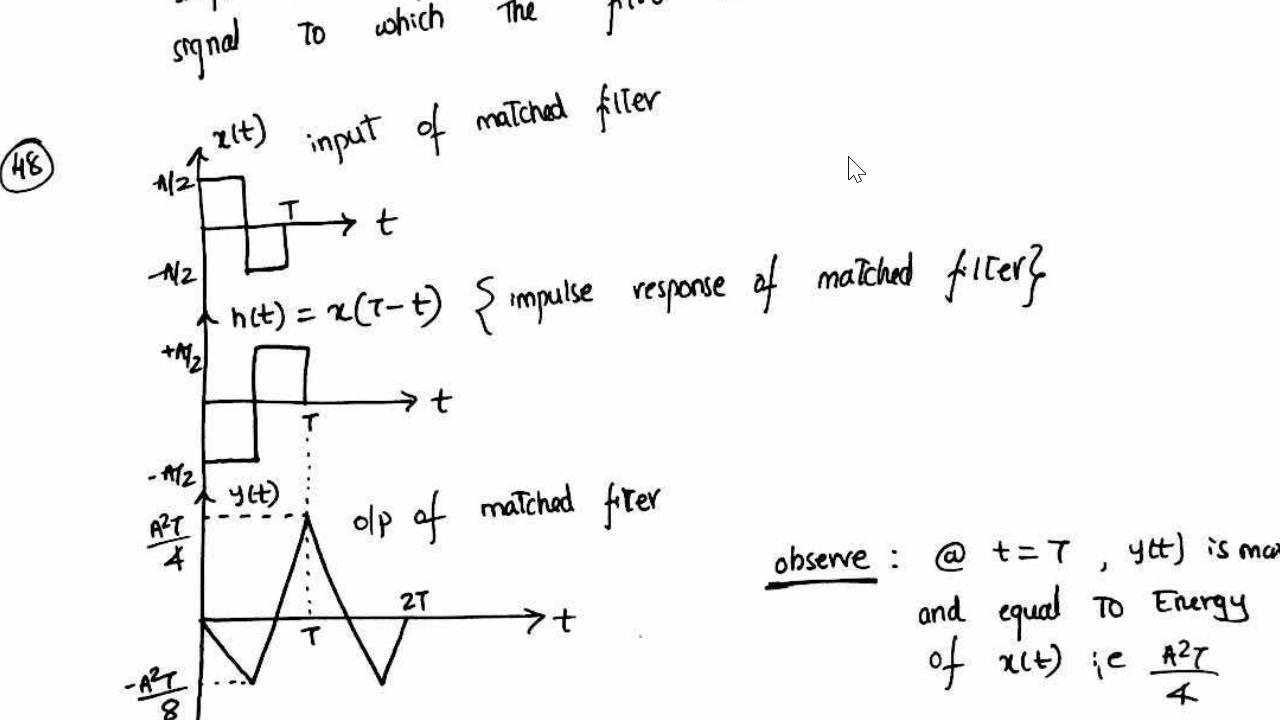 signal To which The
48
x(t) input of matched filter
A/2
T
t
-A/2
h(t) = x(T-t) { impulse response of matched filter}
+A/2
t
T
-A/2
y(t)
A²T/4
o/p of matched filter
observe : @ t=T , y(t) is max
and equal To Energy
of x(t) ie A²T/4
2T
t
T
-A²T/8